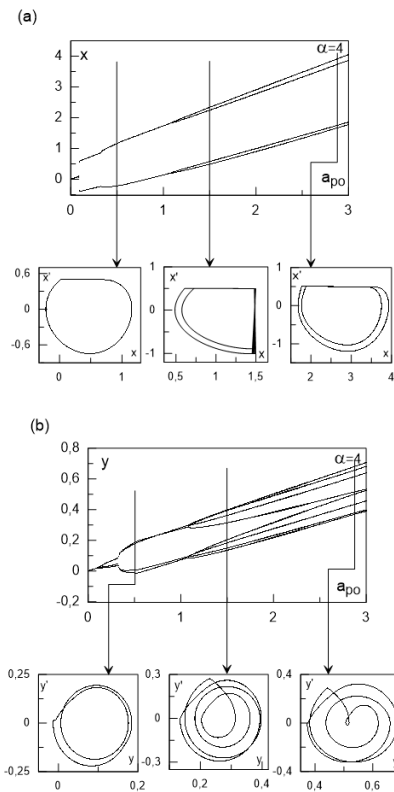 (a)
x
α=4
4
3
2
1
0
a_po
0 1 2 3
0,6
0
-0,6
x'
x
0 1
1
0
-1
x'
x
0,5 1 1,5
1
0
-1
x'
x
2 3 4
(b)
0,8
0,6
0,4
0,2
0
-0,2
y
α=4
a_po
0 1 2 3
0,25
0
-0,25
y'
y
0 0,2
0,3
0
-0,3
y'
y
0,2 0,4
0,4
0
-0,4
y'
0,4 0,6